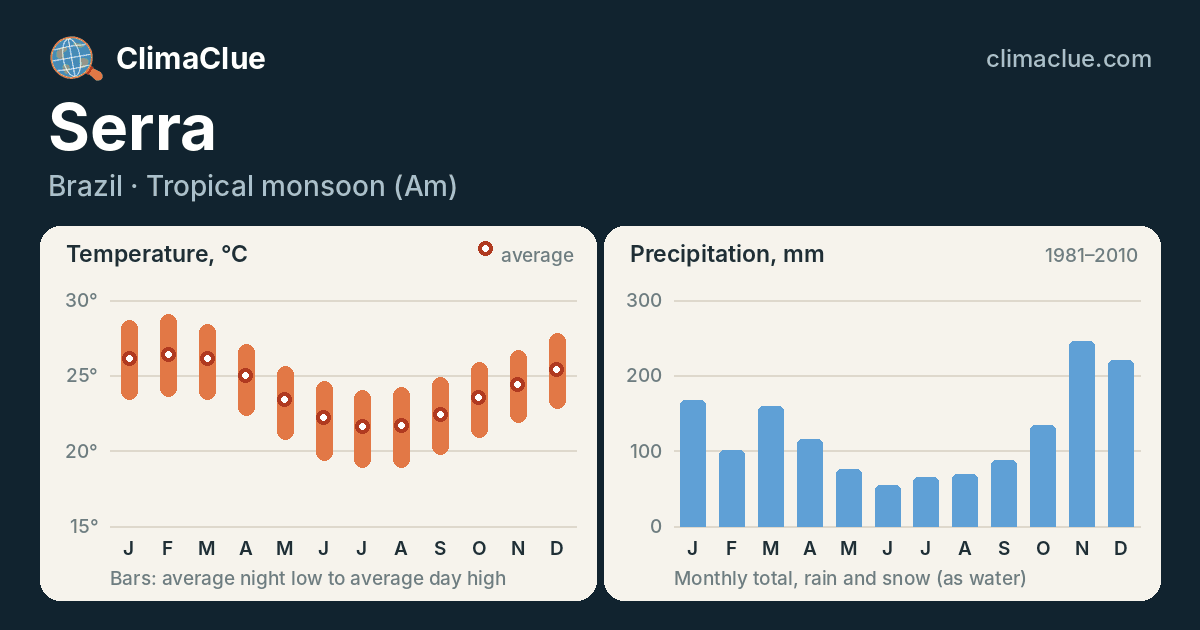 ClimaClue
climaclue.com
Serra
Brazil · Tropical monsoon (Am)
Temperature, °C
average
30°
25°
20°
15°
J F M A M J J A S O N D
Bars: average night low to average day high
Precipitation, mm
1981–2010
300
200
100
0
J F M A M J J A S O N D
Monthly total, rain and snow (as water)